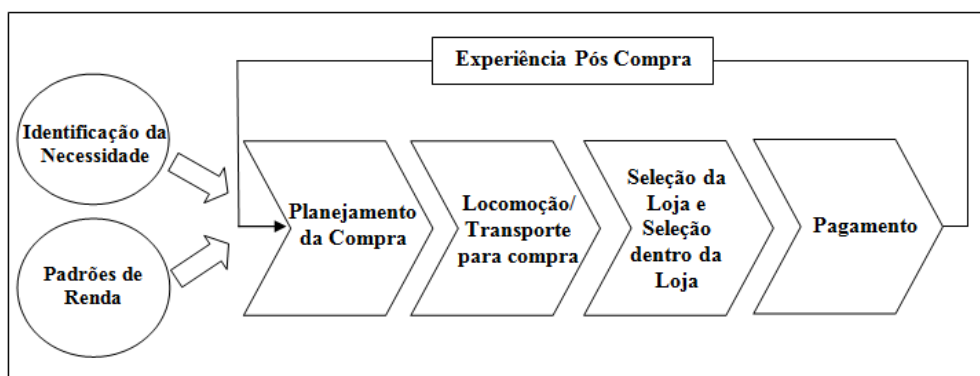 Experiência Pós Compra
Identificação da
Necessidade
Padrões de
Renda
Planejamento
da Compra
Locomoção/
Transporte
para compra
Seleção da
Loja e
Seleção
dentro da
Loja
Pagamento